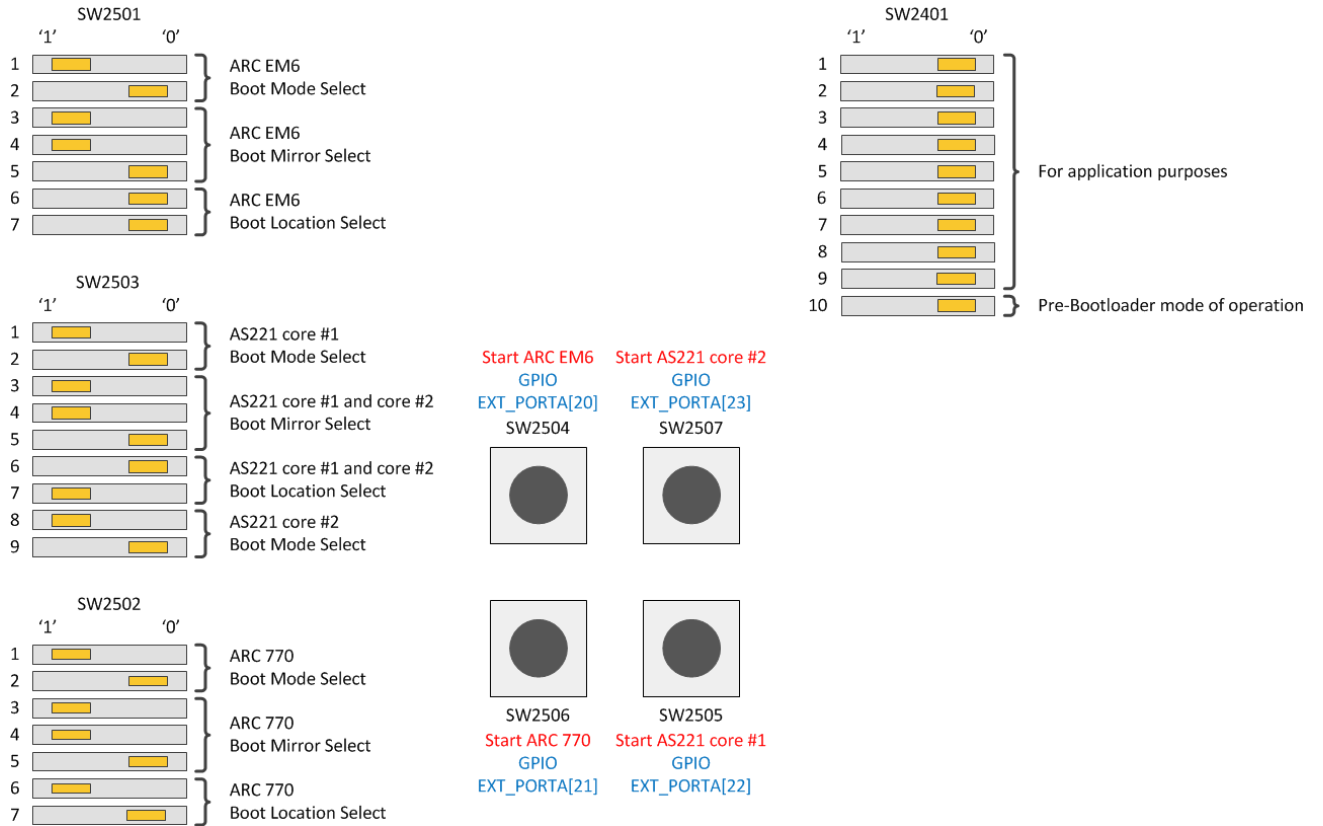 SW2501
‘1’ ‘0’
1
2
ARC EM6
Boot Mode Select
3
4
5
ARC EM6
Boot Mirror Select
6
7
ARC EM6
Boot Location Select
SW2503
‘1’ ‘0’
1
2
AS221 core #1
Boot Mode Select
3
4
5
AS221 core #1 and core #2
Boot Mirror Select
6
7
AS221 core #1 and core #2
Boot Location Select
8
9
AS221 core #2
Boot Mode Select
SW2502
‘1’ ‘0’
1
2
ARC 770
Boot Mode Select
3
4
5
ARC 770
Boot Mirror Select
6
7
ARC 770
Boot Location Select
Start ARC EM6
GPIO
EXT_PORTA[20]
SW2504
Start AS221 core #2
GPIO
EXT_PORTA[23]
SW2507
SW2506
Start ARC 770
GPIO
EXT_PORTA[21]
SW2505
Start AS221 core #1
GPIO
EXT_PORTA[22]
SW2401
‘1’ ‘0’
1
2
3
4
5
6
7
8
9
For application purposes
10
Pre-Bootloader mode of operation